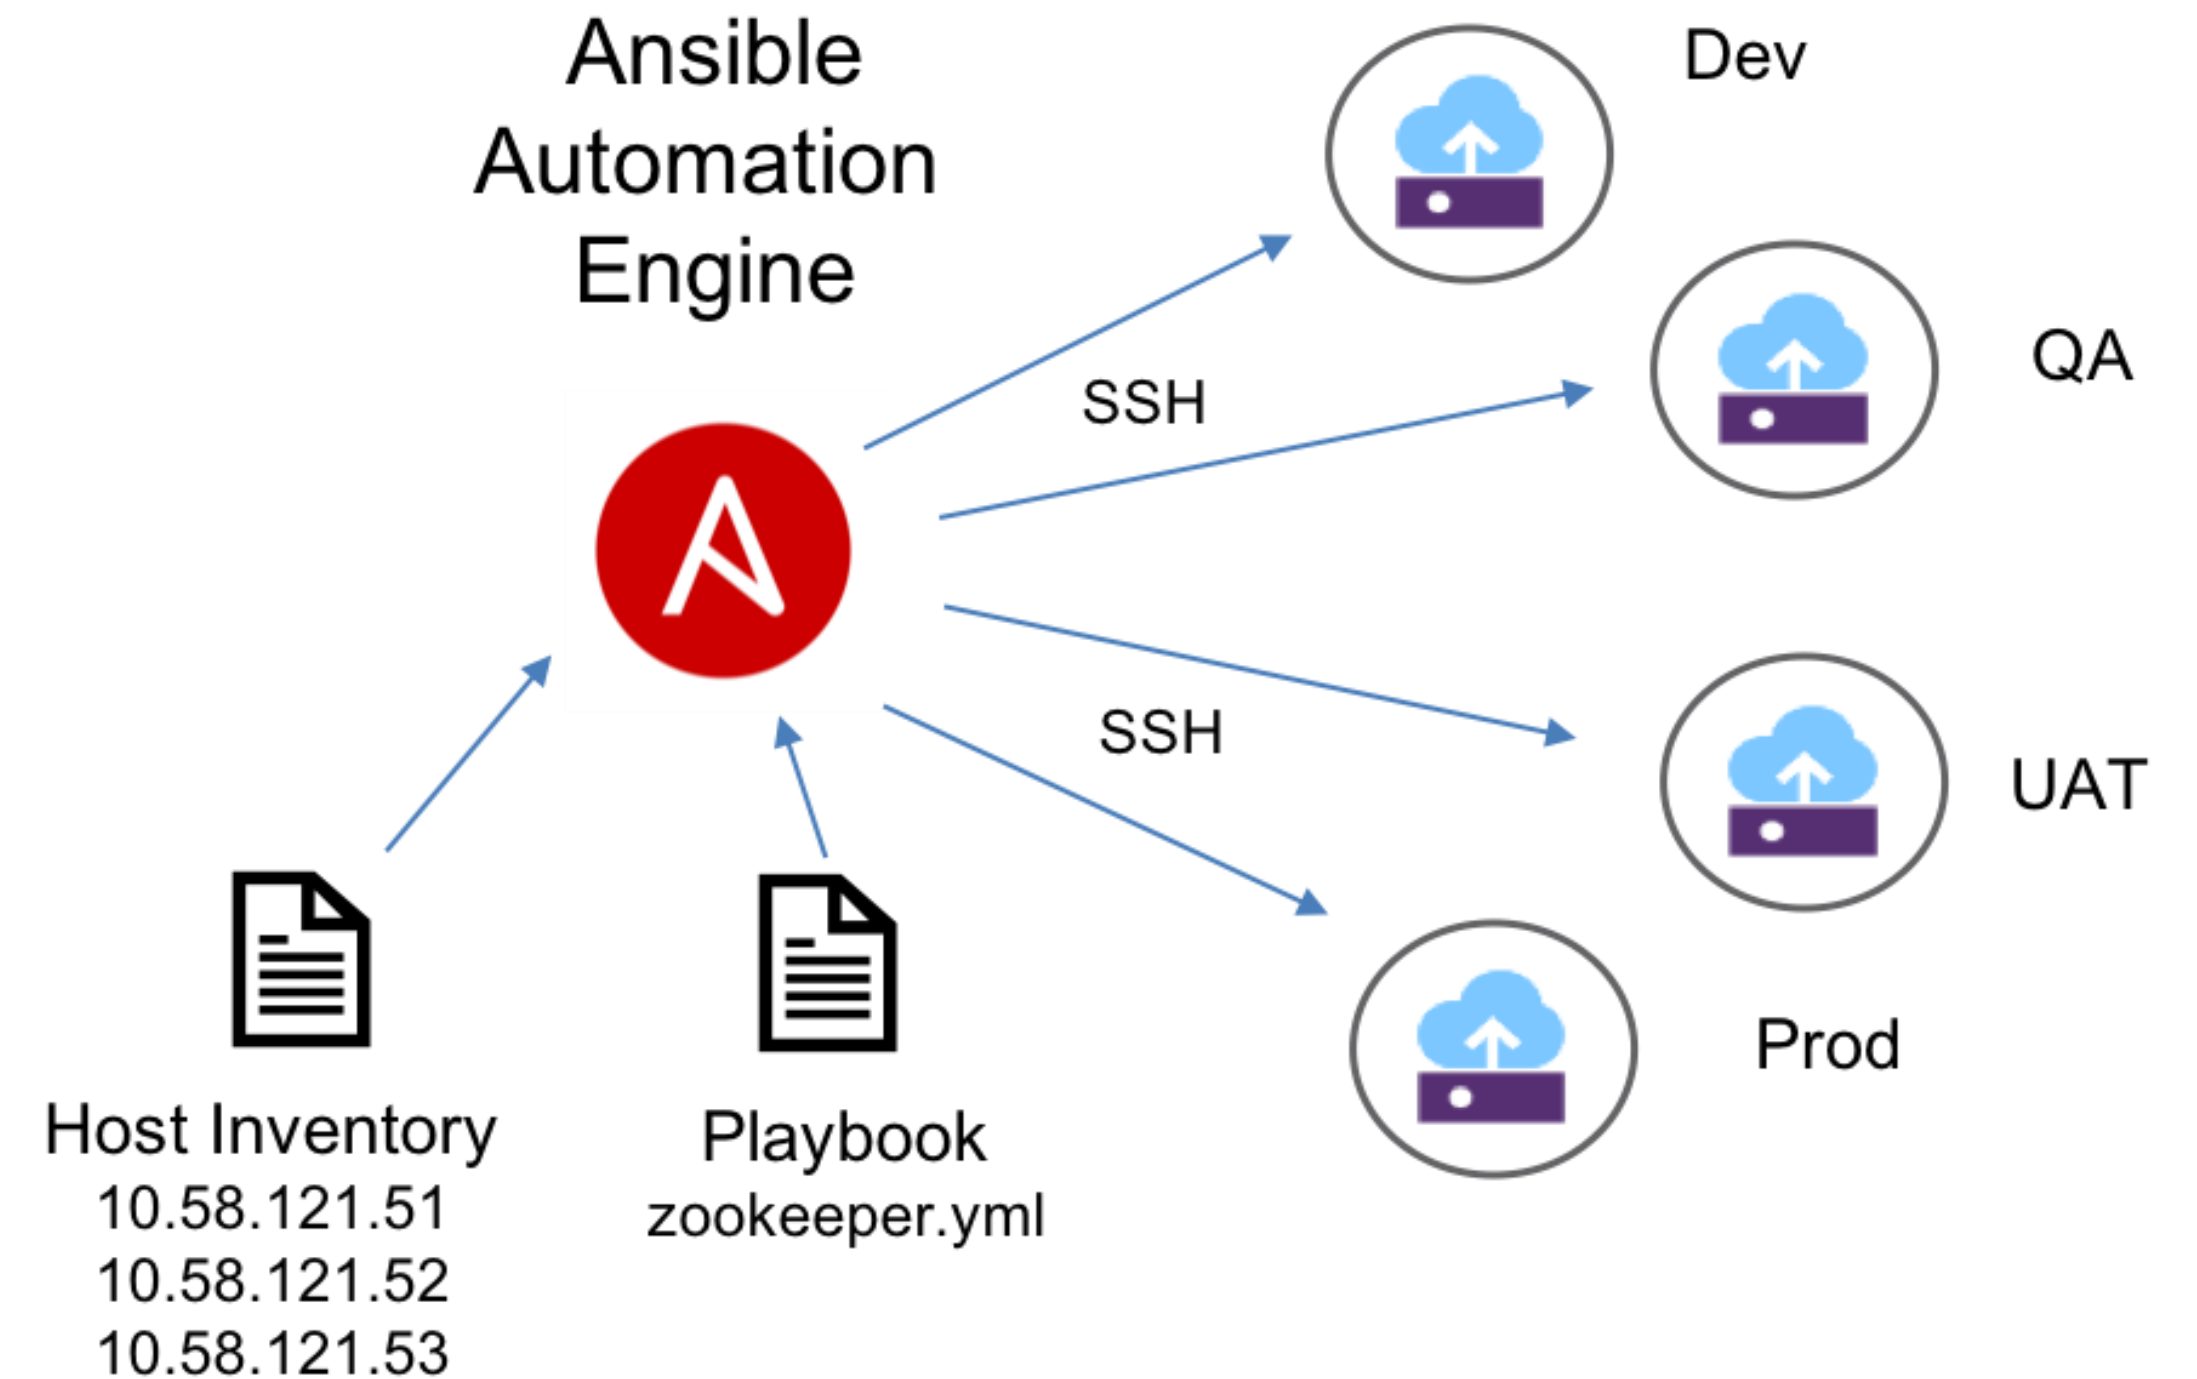 Ansible
Automation
Engine
Dev
QA
SSH
SSH
UAT
Prod
Host Inventory
10.58.121.51
10.58.121.52
10.58.121.53
Playbook
zookeeper.yml